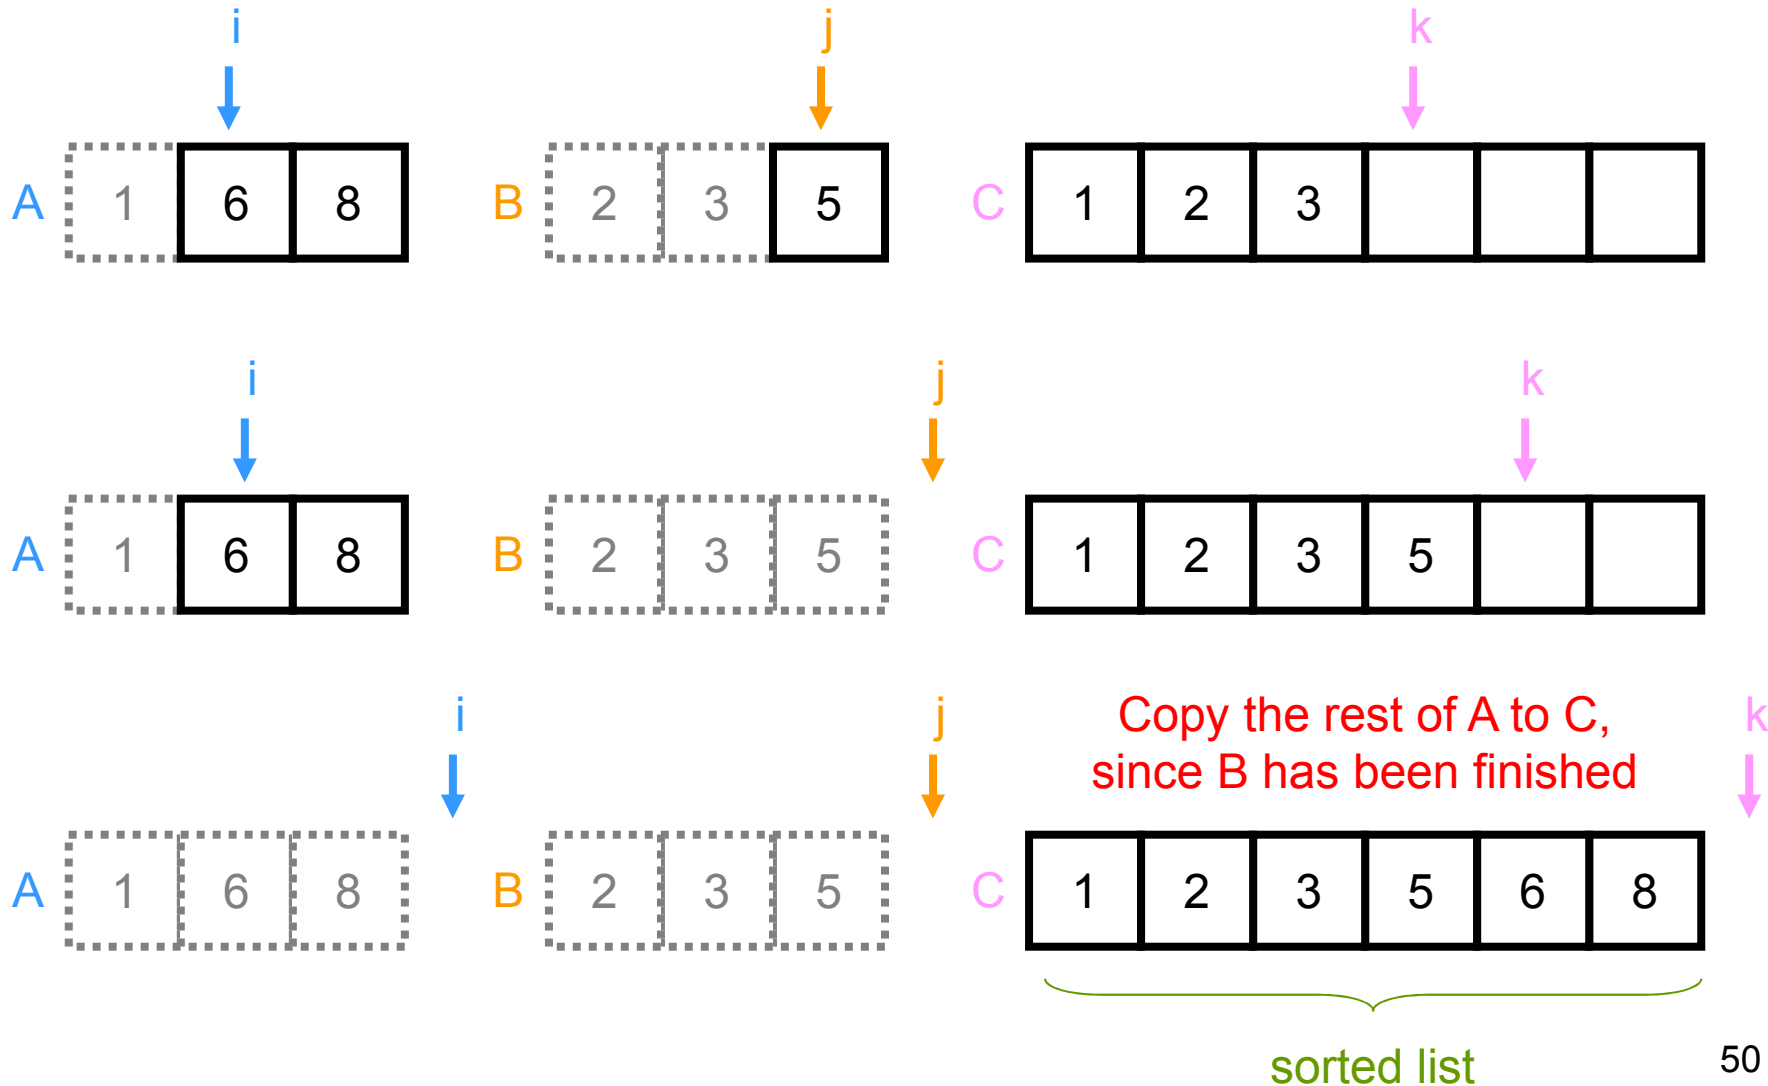 i j k
A 1 6 8 B 2 3 5 C 1 2 3
i j k
A 1 6 8 B 2 3 5 C 1 2 3 5
i j Copy the rest of A to C, k
since B has been finished
A 1 6 8 B 2 3 5 C 1 2 3 5 6 8
sorted list
50